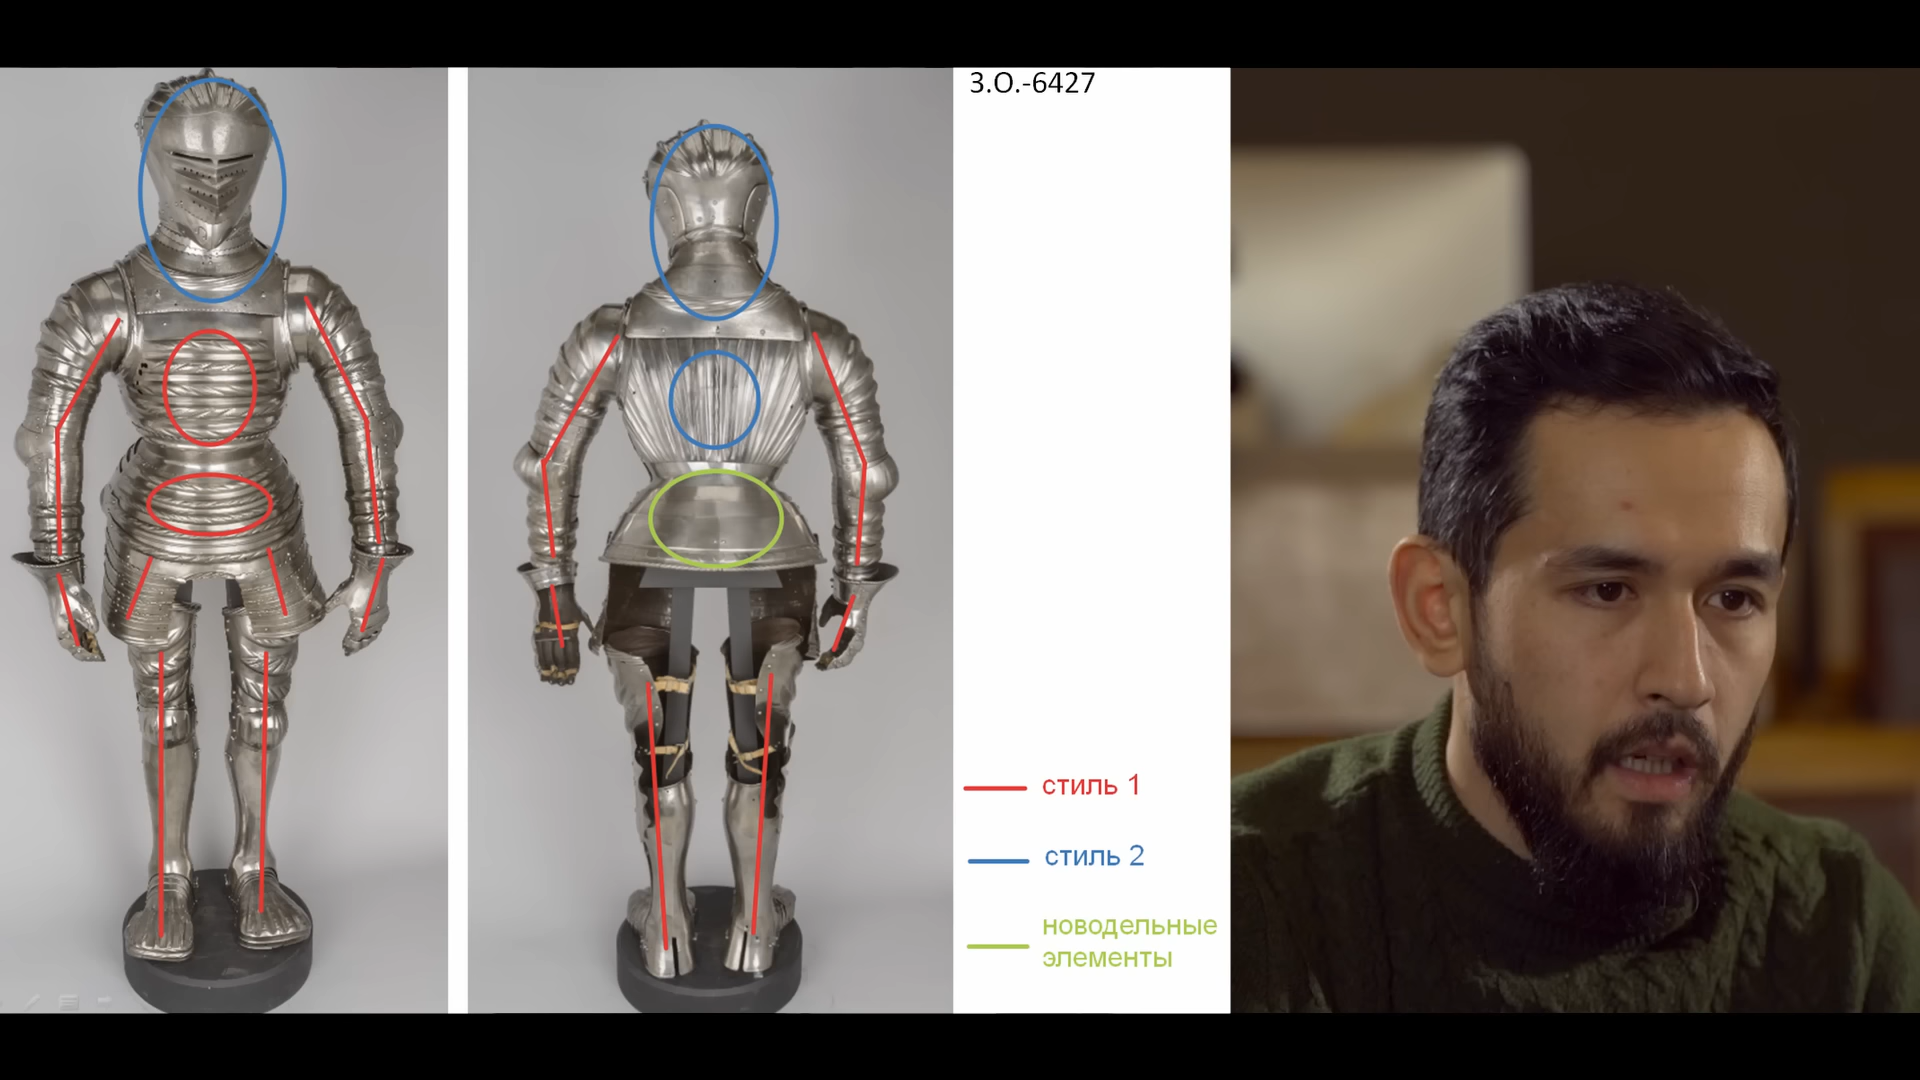 З.О.-6427
стиль 1
стиль 2
новодельные
элементы